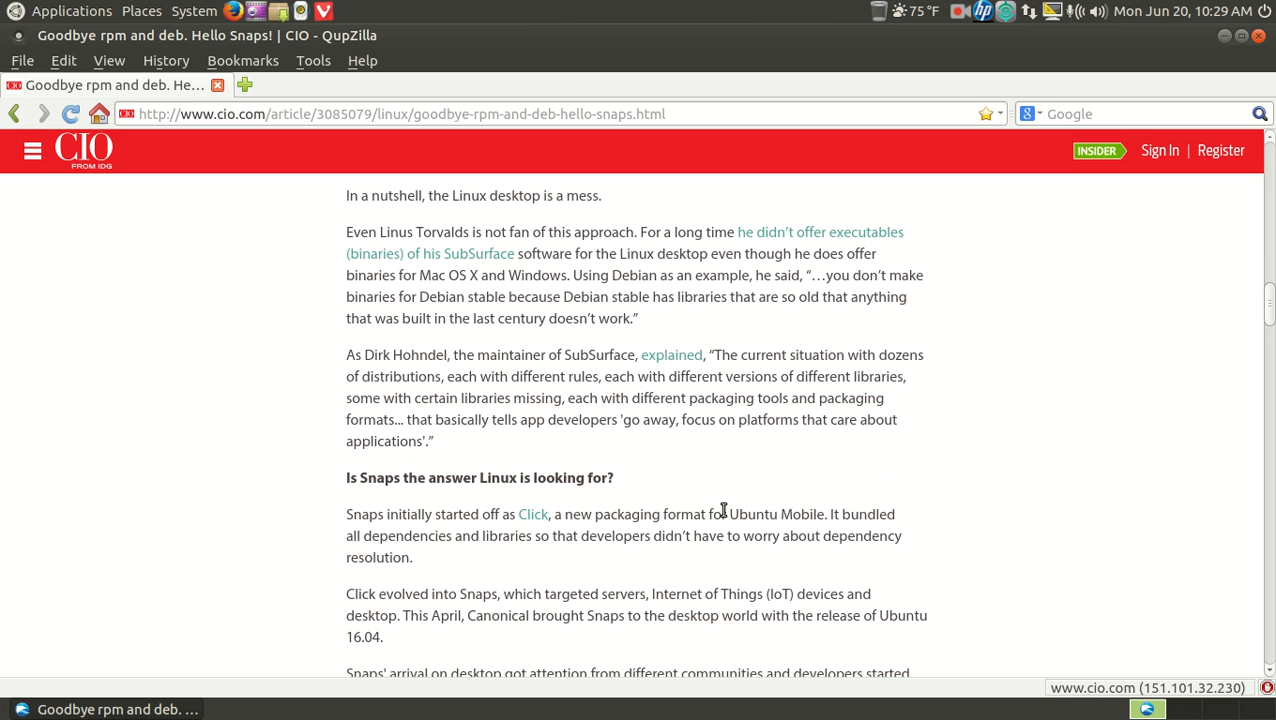 Applications Places System 75 °F Mon Jun 20, 10:29 AM
Goodbye rpm and deb. Hello Snaps! | CIO - QupZilla
File Edit View History Bookmarks Tools Help
CIO Goodbye rpm and deb. He...
CIO http://www.cio.com/article/3985079/linux/goodbye-rpm-and-deb-hello-snaps.html Google
CIO INSIDER Sign In | Register
FROM IDG
In a nutshell, the Linux desktop is a mess.
Even Linus Torvalds is not fan of this approach. For a long time he didn’t offer executables
(binaries) of his SubSurface software for the Linux desktop even though he does offer
binaries for Mac OS X and Windows. Using Debian as an example, he said, “…you don’t make
binaries for Debian stable because Debian stable has libraries that are so old that anything
that was built in the last century doesn’t work.”
As Dirk Hohndel, the maintainer of SubSurface, explained, “The current situation with dozens
of distributions, each with different rules, each with different versions of different libraries,
some with certain libraries missing, each with different packaging tools and packaging
formats... that basically tells app developers 'go away, focus on platforms that care about
applications'.”
Is Snaps the answer Linux is looking for?
Snaps initially started off as Click, a new packaging format for Ubuntu Mobile. It bundled
all dependencies and libraries so that developers didn’t have to worry about dependency
resolution.
Click evolved into Snaps, which targeted servers, Internet of Things (IoT) devices and
desktop. This April, Canonical brought Snaps to the desktop world with the release of Ubuntu
16.04.
Snaps' arrival on desktop got attention from different communities and developers started
www.cio.com (151.101.32.230)
Goodbye rpm and deb. ...